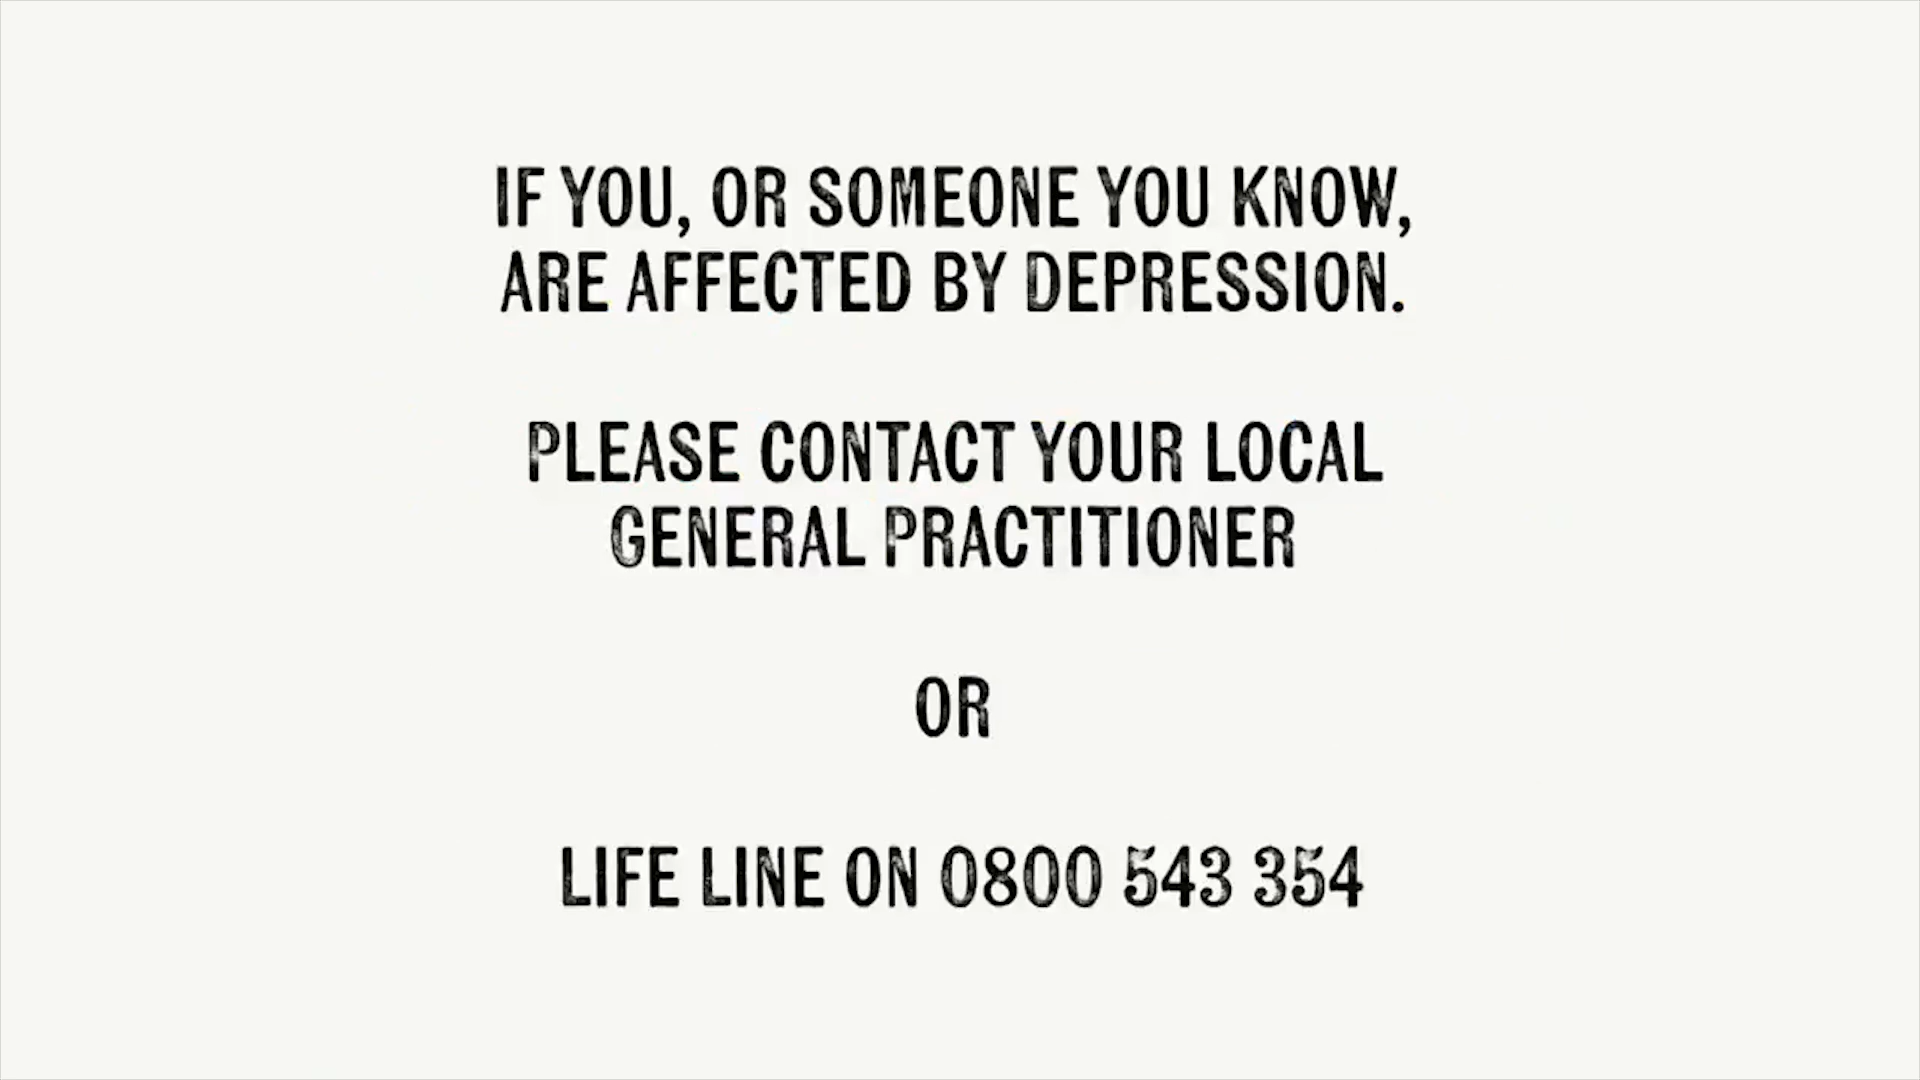 IF YOU, OR SOMEONE YOU KNOW,
ARE AFFECTED BY DEPRESSION.
PLEASE CONTACT YOUR LOCAL
GENERAL PRACTITIONER
OR
LIFE LINE ON 0800 543 354